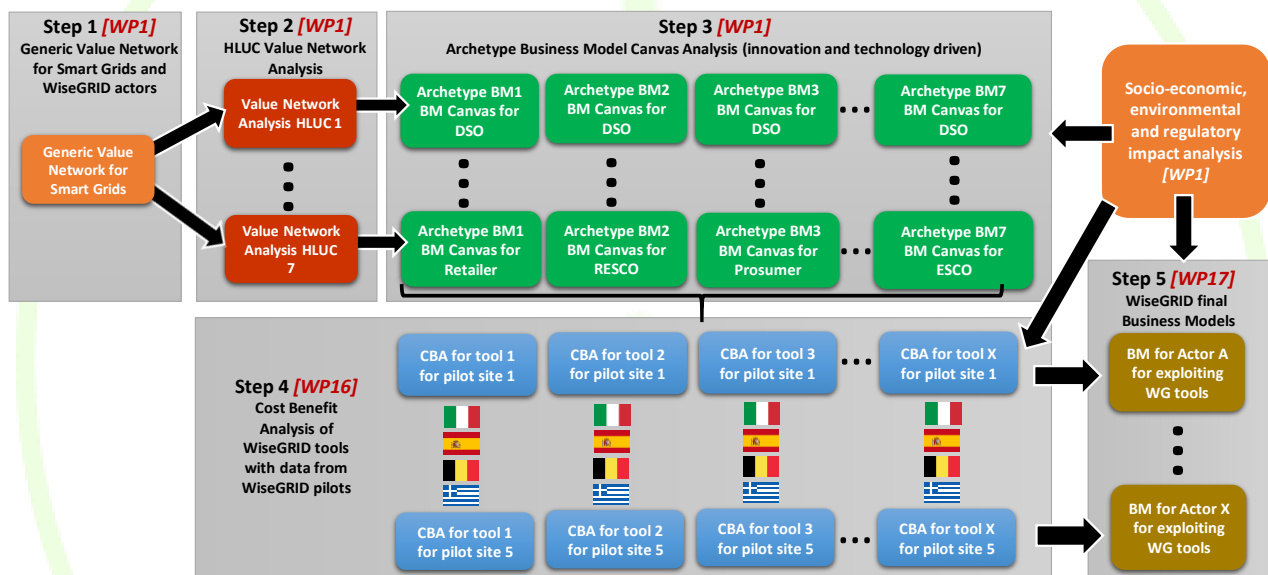 Step 1 [WP1]
Generic Value Network
for Smart Grids and
WiseGRID actors
Generic Value
Network for
Smart Grids
Step 2 [WP1]
HLUC Value Network
Analysis
Value Network
Analysis HLUC 1
Value Network
Analysis HLUC
7
Step 3 [WP1]
Archetype Business Model Canvas Analysis (innovation and technology driven)
Archetype BM1
BM Canvas for
DSO
Archetype BM2
BM Canvas for
DSO
Archetype BM3
BM Canvas for
DSO
Archetype BM7
BM Canvas for
DSO
Archetype BM1
BM Canvas for
Retailer
Archetype BM2
BM Canvas for
RESCO
Archetype BM3
BM Canvas for
Prosumer
Archetype BM7
BM Canvas for
ESCO
Socio-economic,
environmental
and regulatory
impact analysis
[WP1]
Step 4 [WP16]
Cost Benefit
Analysis of
WiseGRID tools
with data from
WiseGRID pilots
CBA for tool 1
for pilot site 1
CBA for tool 2
for pilot site 1
CBA for tool 3
for pilot site 1
CBA for tool X
for pilot site 1
CBA for tool 1
for pilot site 5
CBA for tool 2
for pilot site 5
CBA for tool 3
for pilot site 5
CBA for tool X
for pilot site 5
Step 5 [WP17]
WiseGRID final
Business Models
BM for Actor A
for exploiting
WG tools
BM for Actor X
for exploiting
WG tools